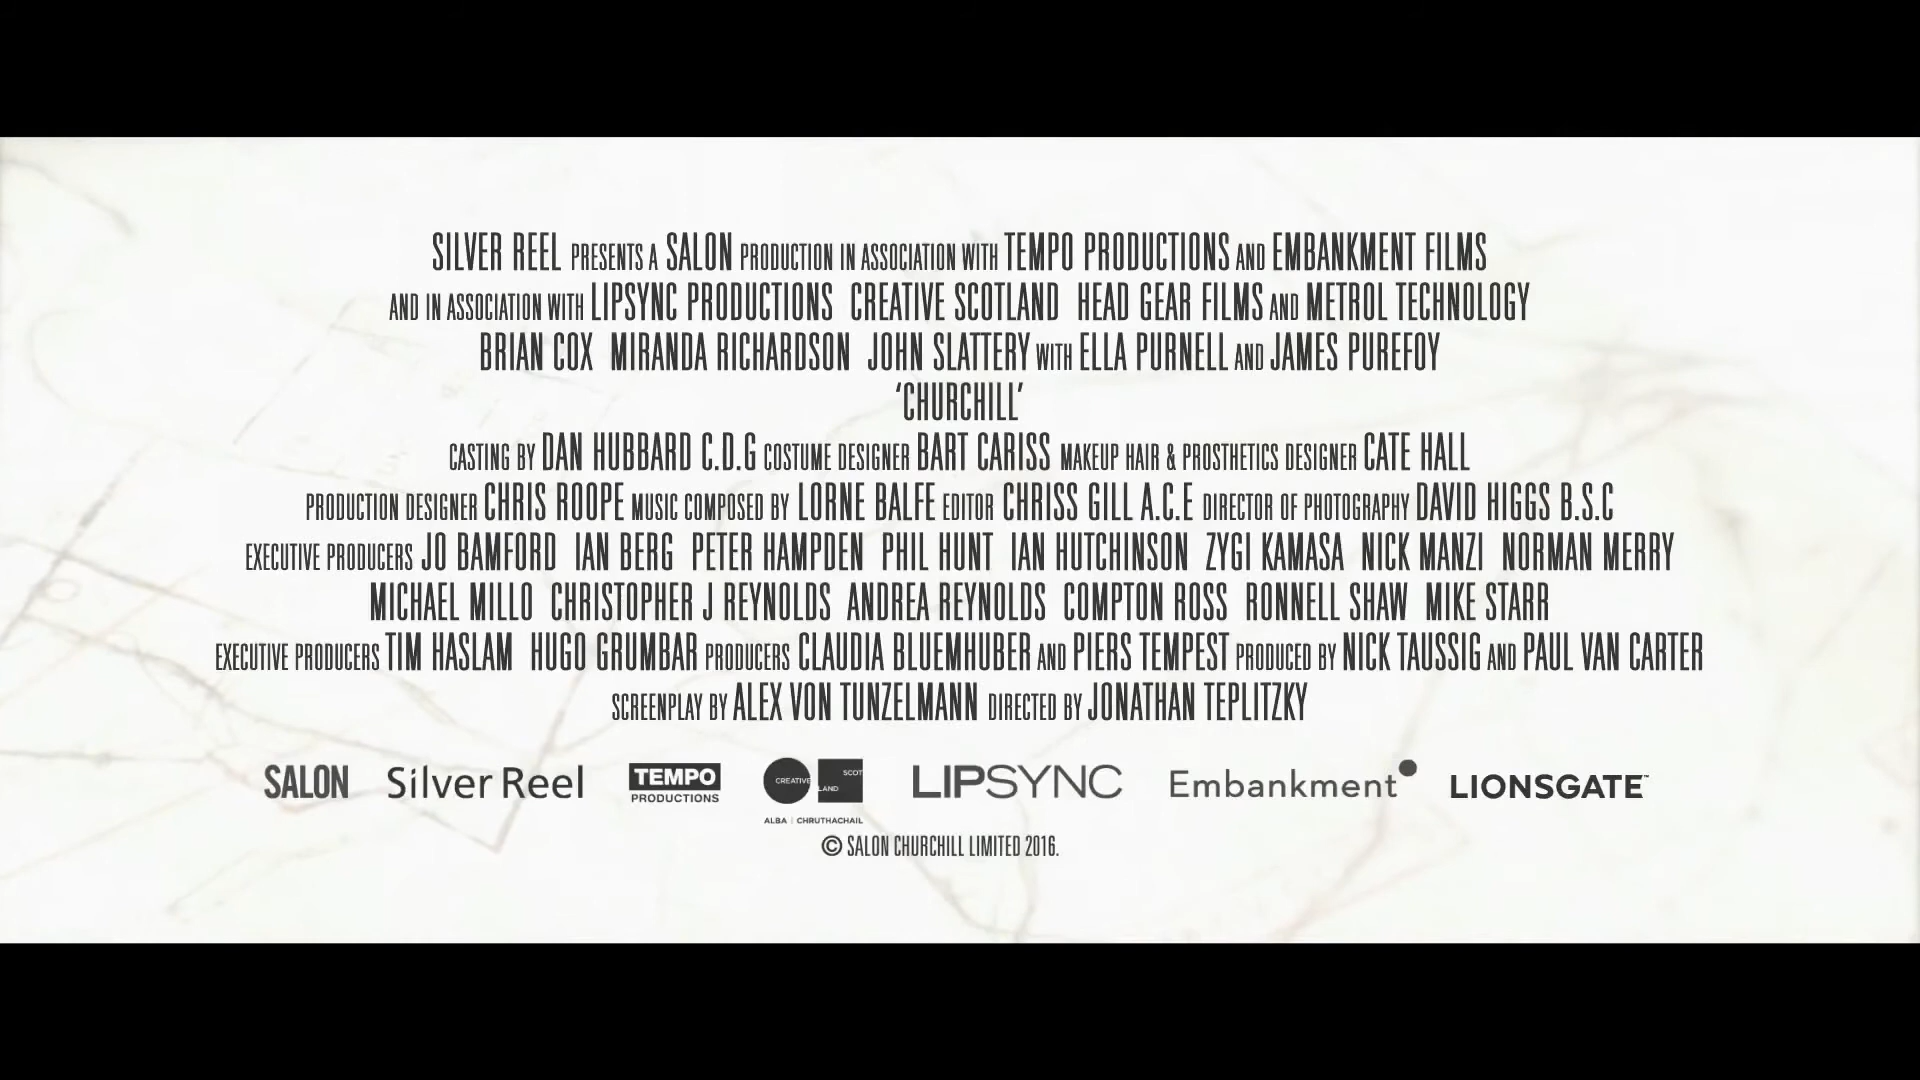 SILVER REEL PRESENTS A SALON PRODUCTION IN ASSOCIATION WITH TEMPO PRODUCTIONS AND EMBANKMENT FILMS
AND IN ASSOCIATION WITH LIPSYNC PRODUCTIONS CREATIVE SCOTLAND HEAD GEAR FILMS AND METROL TECHNOLOGY
BRIAN COX MIRANDA RICHARDSON JOHN SLATTERY WITH ELLA PURNELL AND JAMES PUREFOY
‘CHURCHILL’
CASTING BY DAN HUBBARD C.D.G COSTUME DESIGNER BART CARISS MAKEUP HAIR & PROSTHETICS DESIGNER CATE HALL
PRODUCTION DESIGNER CHRIS ROOPE MUSIC COMPOSED BY LORNE BALFE EDITOR CHRISS GILL A.C.E DIRECTOR OF PHOTOGRAPHY DAVID HIGGS B.S.C
EXECUTIVE PRODUCERS JO BAMFORD IAN BERG PETER HAMPDEN PHIL HUNT IAN HUTCHINSON ZYGI KAMASA NICK MANZI NORMAN MERRY
MICHAEL MILLO CHRISTOPHER J REYNOLDS ANDREA REYNOLDS COMPTON ROSS RONNELL SHAW MIKE STARR
EXECUTIVE PRODUCERS TIM HASLAM HUGO GRUMBAR PRODUCERS CLAUDIA BLUEMHUBER AND PIERS TEMPEST PRODUCED BY NICK TAUSSIG AND PAUL VAN CARTER
SCREENPLAY BY ALEX VON TUNZELMANN DIRECTED BY JONATHAN TEPLITZKY
SALON Silver Reel TEMPO PRODUCTIONS CREATIVE SCOTLAND ALBA | CHRUTHACHAIL LIPSYNC Embankment LIONSGATE™
© SALON CHURCHILL LIMITED 2016.